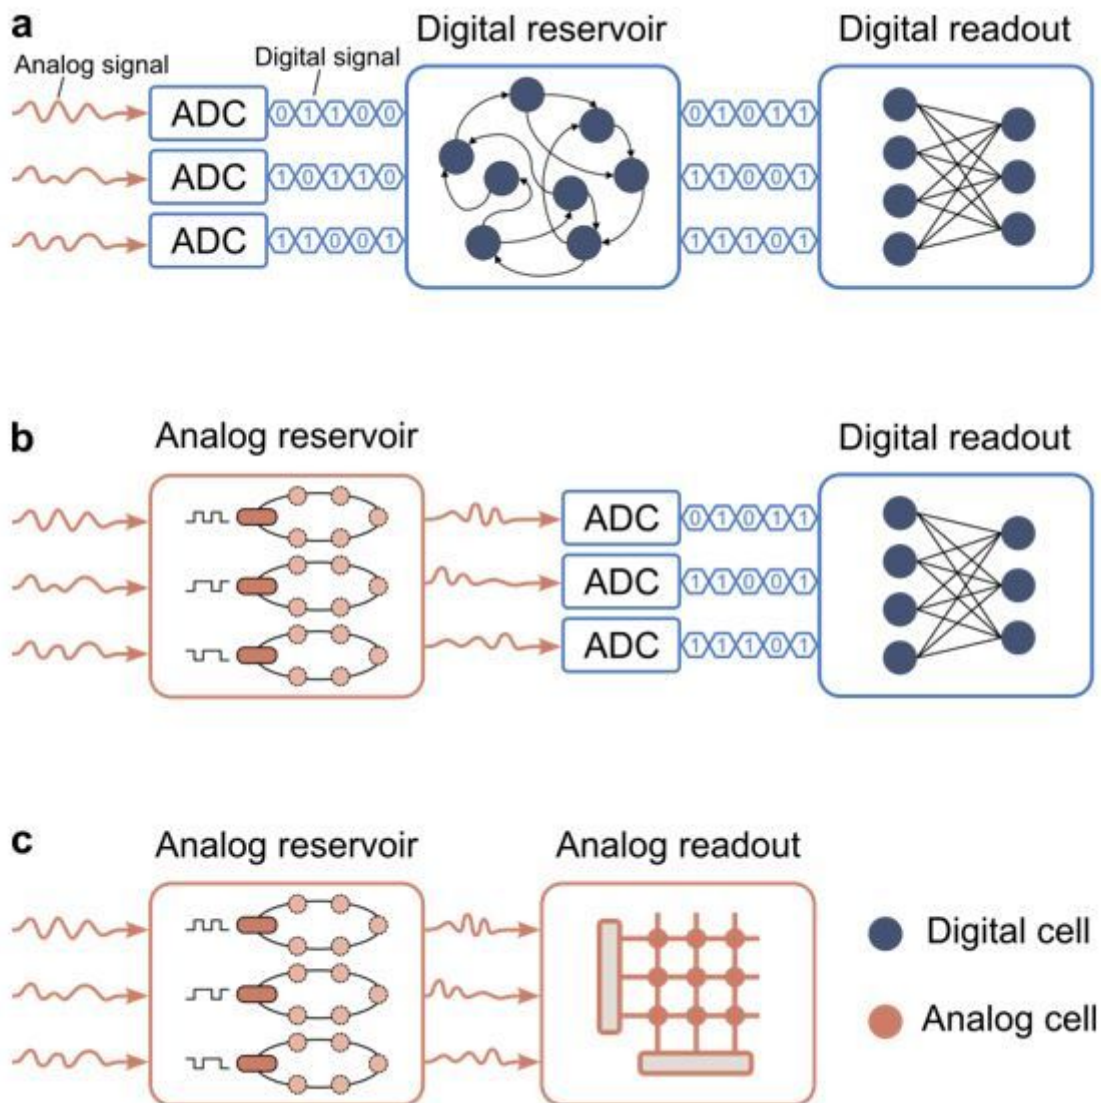 a
Digital reservoir
Digital readout
Analog signal
Digital signal
ADC 0 1 1 0 0 0 1 0 1 1
ADC 1 0 1 1 0 1 1 0 0 1
ADC 1 1 0 0 1 1 1 1 0 1
b
Analog reservoir
Digital readout
ADC 0 1 0 1 1
ADC 1 1 0 0 1
ADC 1 1 1 0 1
c
Analog reservoir
Analog readout
Digital cell
Analog cell